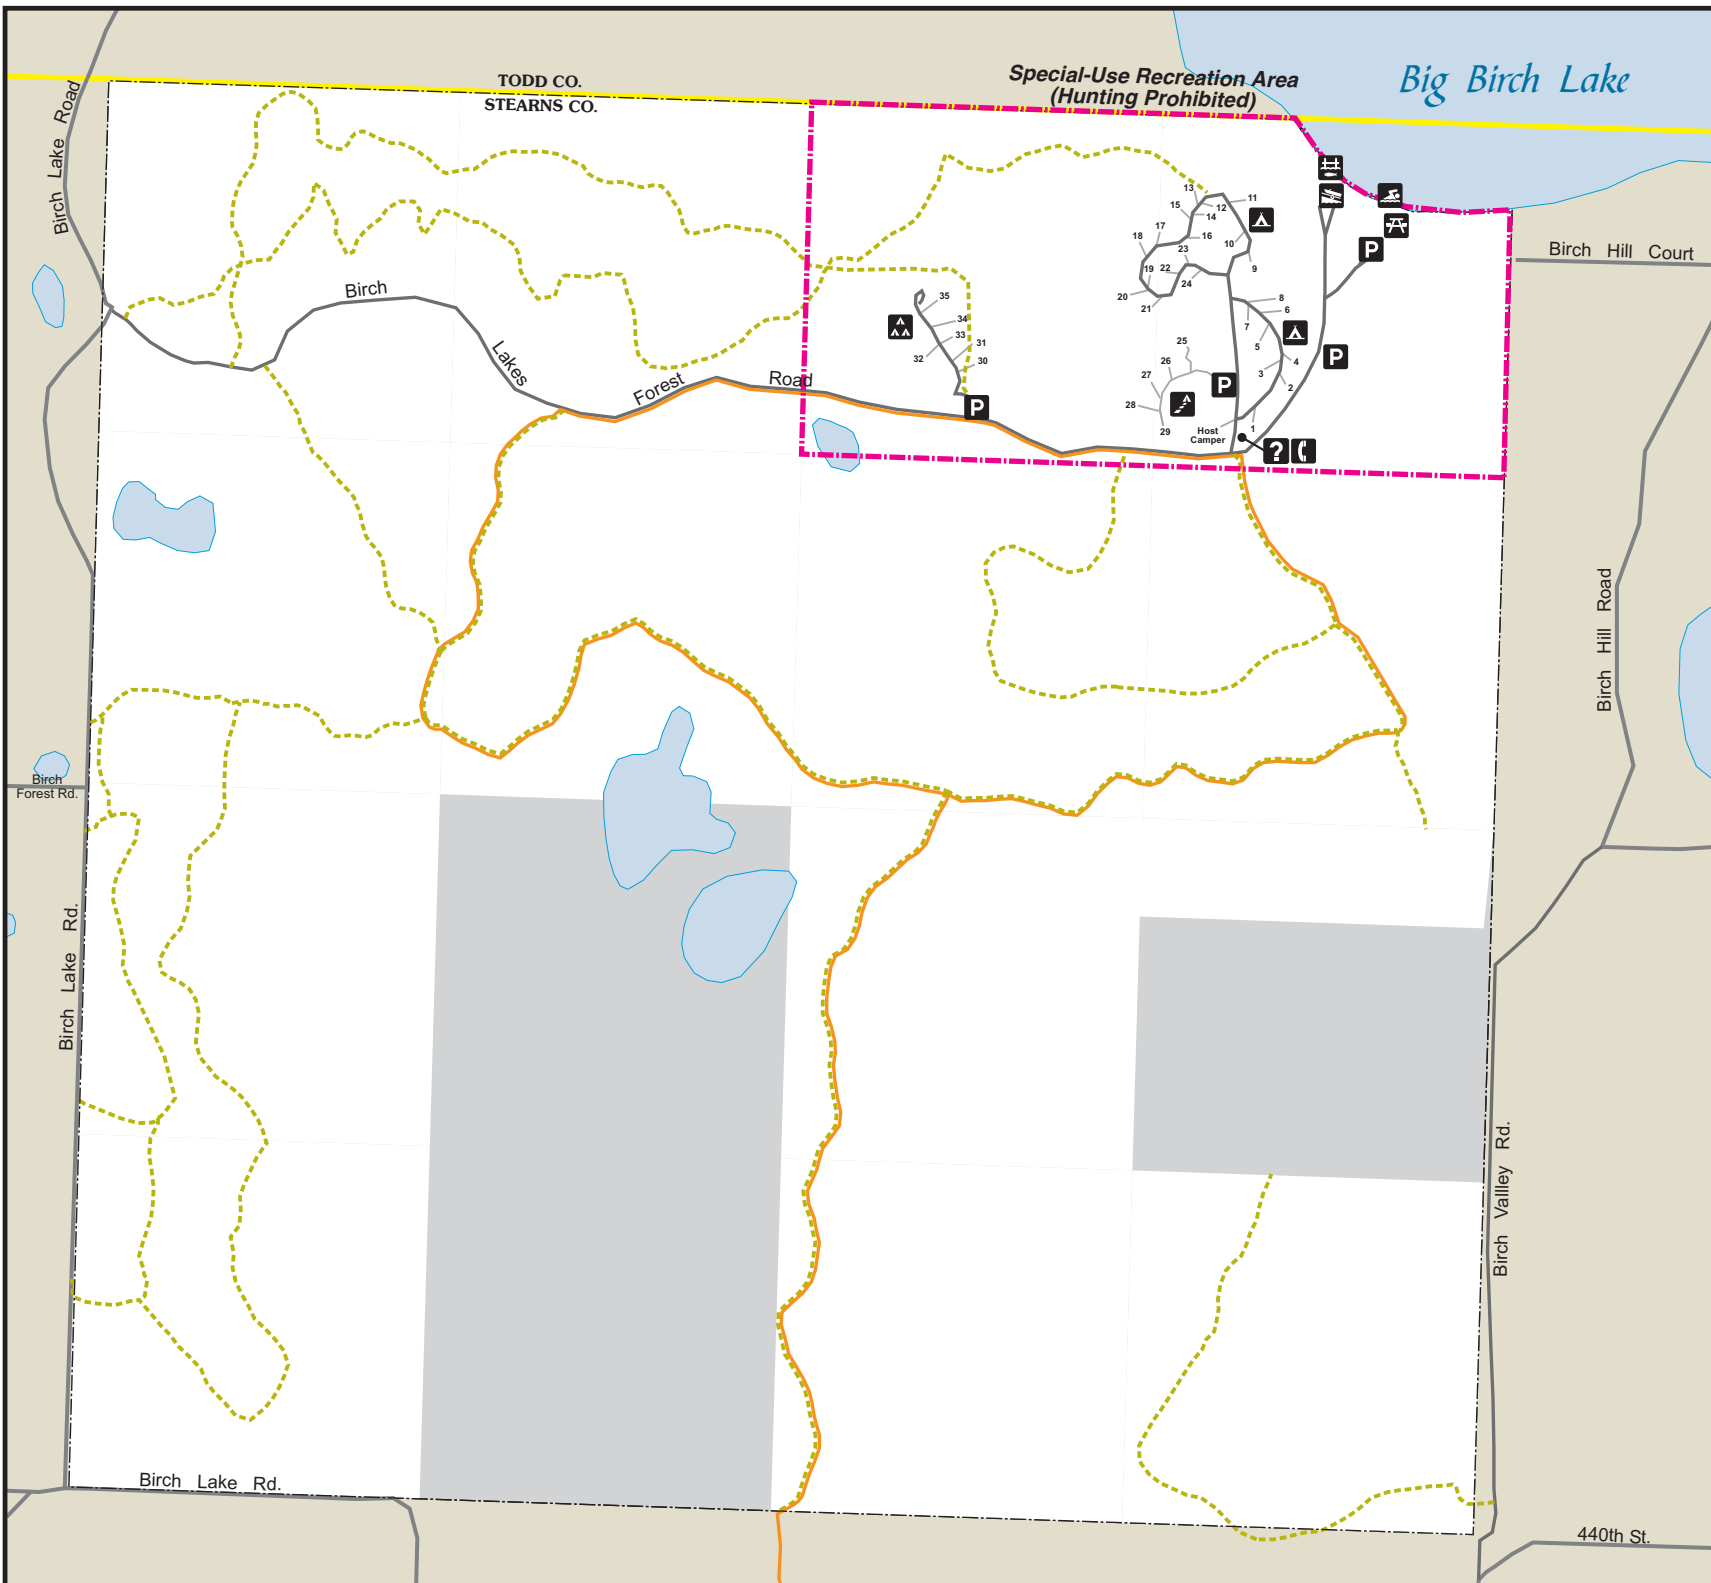 TODD CO.
STEARNS CO.
Special-Use Recreation Area
(Hunting Prohibited)
Big Birch Lake
Birch Lake Road
Birch Hill Court
Birch Lakes Forest Road
13
11
15
12
14
17
18
16
10
23
9
19
22
24
20
21
8
6
7
5
4
3
2
1
25
26
27
28
29
Host
Camper
35
34
33
31
32
30
P
P
P
P
?
Birch Hill Road
Birch
Forest Rd.
Birch Lake Rd.
Birch Vallley Rd.
Birch Lake Rd.
440th St.